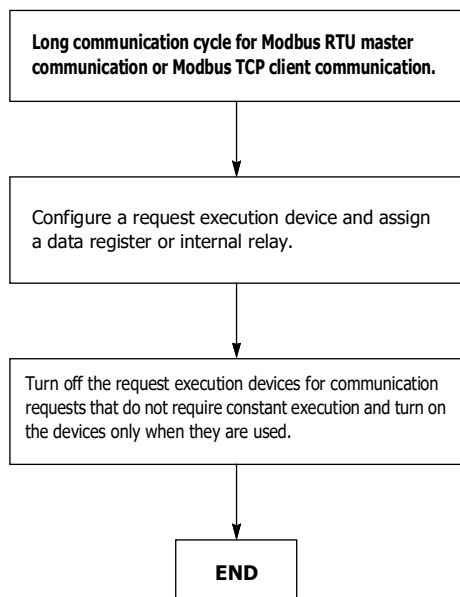 Long communication cycle for Modbus RTU master
communication or Modbus TCP client communication.
Configure a request execution device and assign
a data register or internal relay.
Turn off the request execution devices for communication
requests that do not require constant execution and turn on
the devices only when they are used.
END